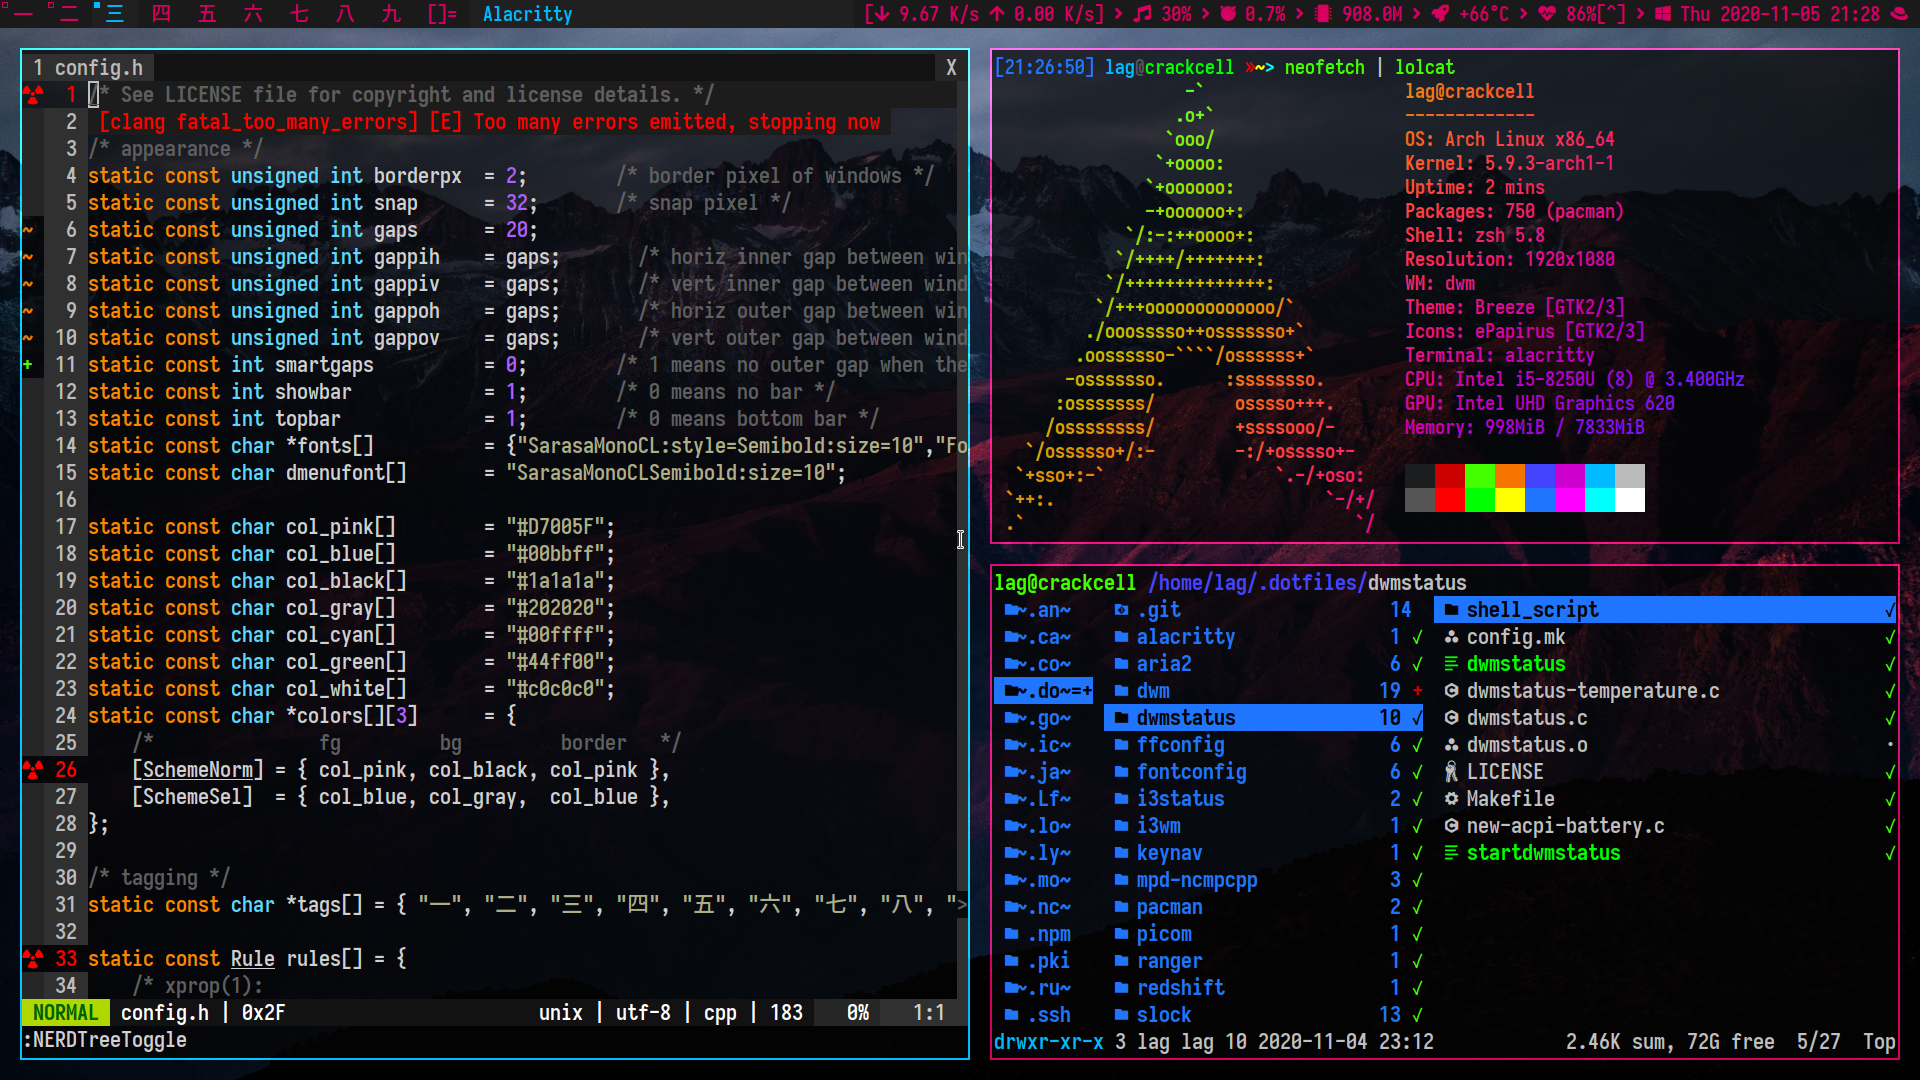 一 二 三 四 五 六 七 八 九 []= Alacritty
[↓ 9.67 K/s ↑ 0.00 K/s] > 30% > 0.7% > 908.0M > +66°C > 86%[^] > Thu 2020-11-05 21:28
1 config.h X
1 /* See LICENSE file for copyright and license details. */
2 [clang fatal_too_many_errors] [E] Too many errors emitted, stopping now
3 /* appearance */
4 static const unsigned int borderpx = 2; /* border pixel of windows */
5 static const unsigned int snap = 32; /* snap pixel */
~ 6 static const unsigned int gaps = 20;
~ 7 static const unsigned int gappih = gaps; /* horiz inner gap between win
~ 8 static const unsigned int gappiv = gaps; /* vert inner gap between wind
~ 9 static const unsigned int gappoh = gaps; /* horiz outer gap between win
~ 10 static const unsigned int gappov = gaps; /* vert outer gap between wind
+ 11 static const int smartgaps = 0; /* 1 means no outer gap when the
12 static const int showbar = 1; /* 0 means no bar */
13 static const int topbar = 1; /* 0 means bottom bar */
14 static const char *fonts[] = {"SarasaMonoCL:style=Semibold:size=10","Fo
15 static const char dmenufont[] = "SarasaMonoCLSemibold:size=10";
16
17 static const char col_pink[] = "#D7005F";
18 static const char col_blue[] = "#00bbff";
19 static const char col_black[] = "#1a1a1a";
20 static const char col_gray[] = "#202020";
21 static const char col_cyan[] = "#00ffff";
22 static const char col_green[] = "#44ff00";
23 static const char col_white[] = "#c0c0c0";
24 static const char *colors[][3] = {
25 /* fg bg border */
26 [SchemeNorm] = { col_pink, col_black, col_pink },
27 [SchemeSel] = { col_blue, col_gray, col_blue },
28 };
29
30 /* tagging */
31 static const char *tags[] = { "一", "二", "三", "四", "五", "六", "七", "八", ">
32
33 static const Rule rules[] = {
34 /* xprop(1):
NORMAL config.h | 0x2F unix | utf-8 | cpp | 183 0% 1:1
:NERDTreeToggle
[21:26:50] lag@crackcell »~> neofetch | lolcat
-`
.o+`
`ooo/
`+oooo:
`+oooooo:
-+oooooo+:
`/:-:++oooo+:
`/++++/+++++++:
`/++++++++++++++:
`/+++ooooooooooooo/`
./ooosssso++osssssso+`
.oossssso-````/ossssss+`
-osssssso. :ssssssso.
:osssssss/ osssso+++.
/ossssssss/ +ssssooo/-
`/ossssso+/:- -:/+osssso+-
`+sso+:-` `.-/+oso:
`++:. `-/+/
.` `/
lag@crackcell
-------------
OS: Arch Linux x86_64
Kernel: 5.9.3-arch1-1
Uptime: 2 mins
Packages: 750 (pacman)
Shell: zsh 5.8
Resolution: 1920x1080
WM: dwm
Theme: Breeze [GTK2/3]
Icons: ePapirus [GTK2/3]
Terminal: alacritty
CPU: Intel i5-8250U (8) @ 3.400GHz
GPU: Intel UHD Graphics 620
Memory: 998MiB / 7833MiB
lag@crackcell /home/lag/.dotfiles/dwmstatus
~.an~ .git 14 shell_script ✓
~.ca~ alacritty 1 ✓ config.mk ✓
~.co~ aria2 6 ✓ dwmstatus ✓
~.do~=+ dwm 19 + dwmstatus-temperature.c ✓
~.go~ dwmstatus 10 ✓ dwmstatus.c ✓
~.ic~ ffconfig 6 ✓ dwmstatus.o ·
~.ja~ fontconfig 6 ✓ LICENSE ✓
~.Lf~ i3status 2 ✓ Makefile ✓
~.lo~ i3wm 1 ✓ new-acpi-battery.c ✓
~.ly~ keynav 1 ✓ startdwmstatus ✓
~.mo~ mpd-ncmpcpp 3 ✓
~.nc~ pacman 2 ✓
.npm picom 1 ✓
.pki ranger 1 ✓
~.ru~ redshift 1 ✓
.ssh slock 13 ✓
drwxr-xr-x 3 lag lag 10 2020-11-04 23:12 2.46K sum, 72G free 5/27 Top